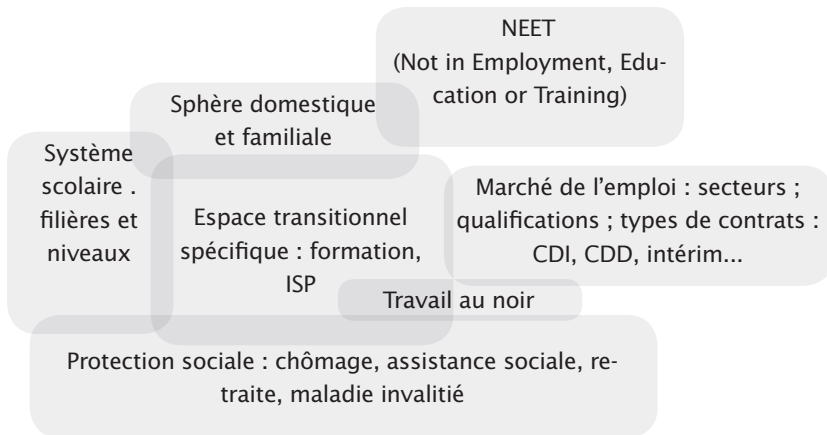 NEET
(Not in Employment, Edu-
cation or Training)
Sphère domestique
et familiale
Système
scolaire .
filières et
niveaux
Espace transitionnel
spécifique : formation,
ISP
Marché de l'emploi : secteurs ;
qualifications ; types de contrats :
CDI, CDD, intérim...
Travail au noir
Protection sociale : chômage, assistance sociale, re-
traite, maladie invalitié